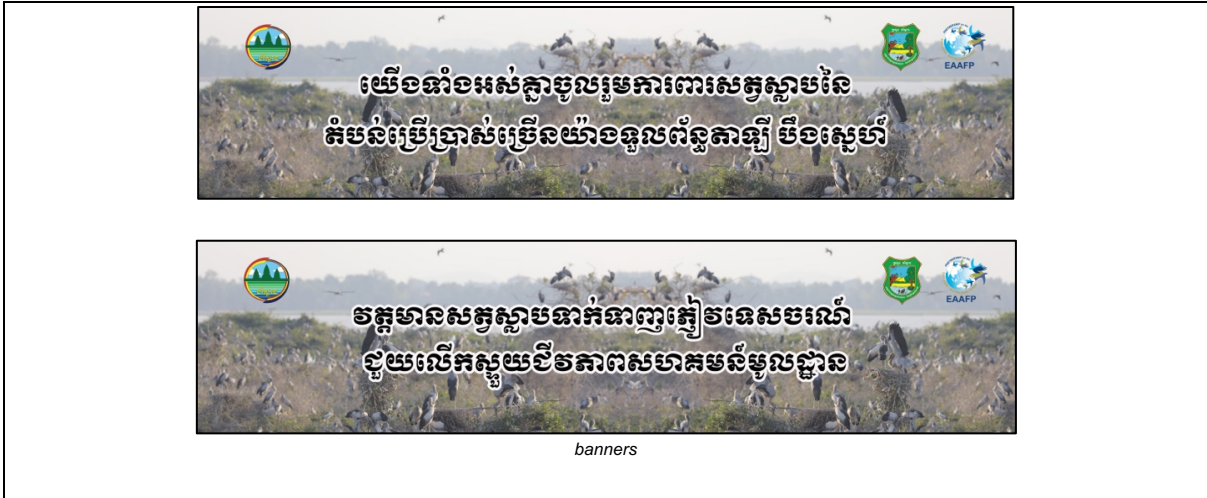 EAAFP
យើងទាំងអស់គ្នាចូលរួមការពារសត្វស្លាបនៃ
តំបន់ប្រើប្រាស់ច្រើនយ៉ាងទួលព័ន្ធតាឡី បឹងស្នេហ៍
EAAFP
វត្តមានសត្វស្លាបទាក់ទាញភ្ញៀវទេសចរណ៍
ជួយលើកស្ទួយជីវភាពសហគមន៍មូលដ្ឋាន
banners